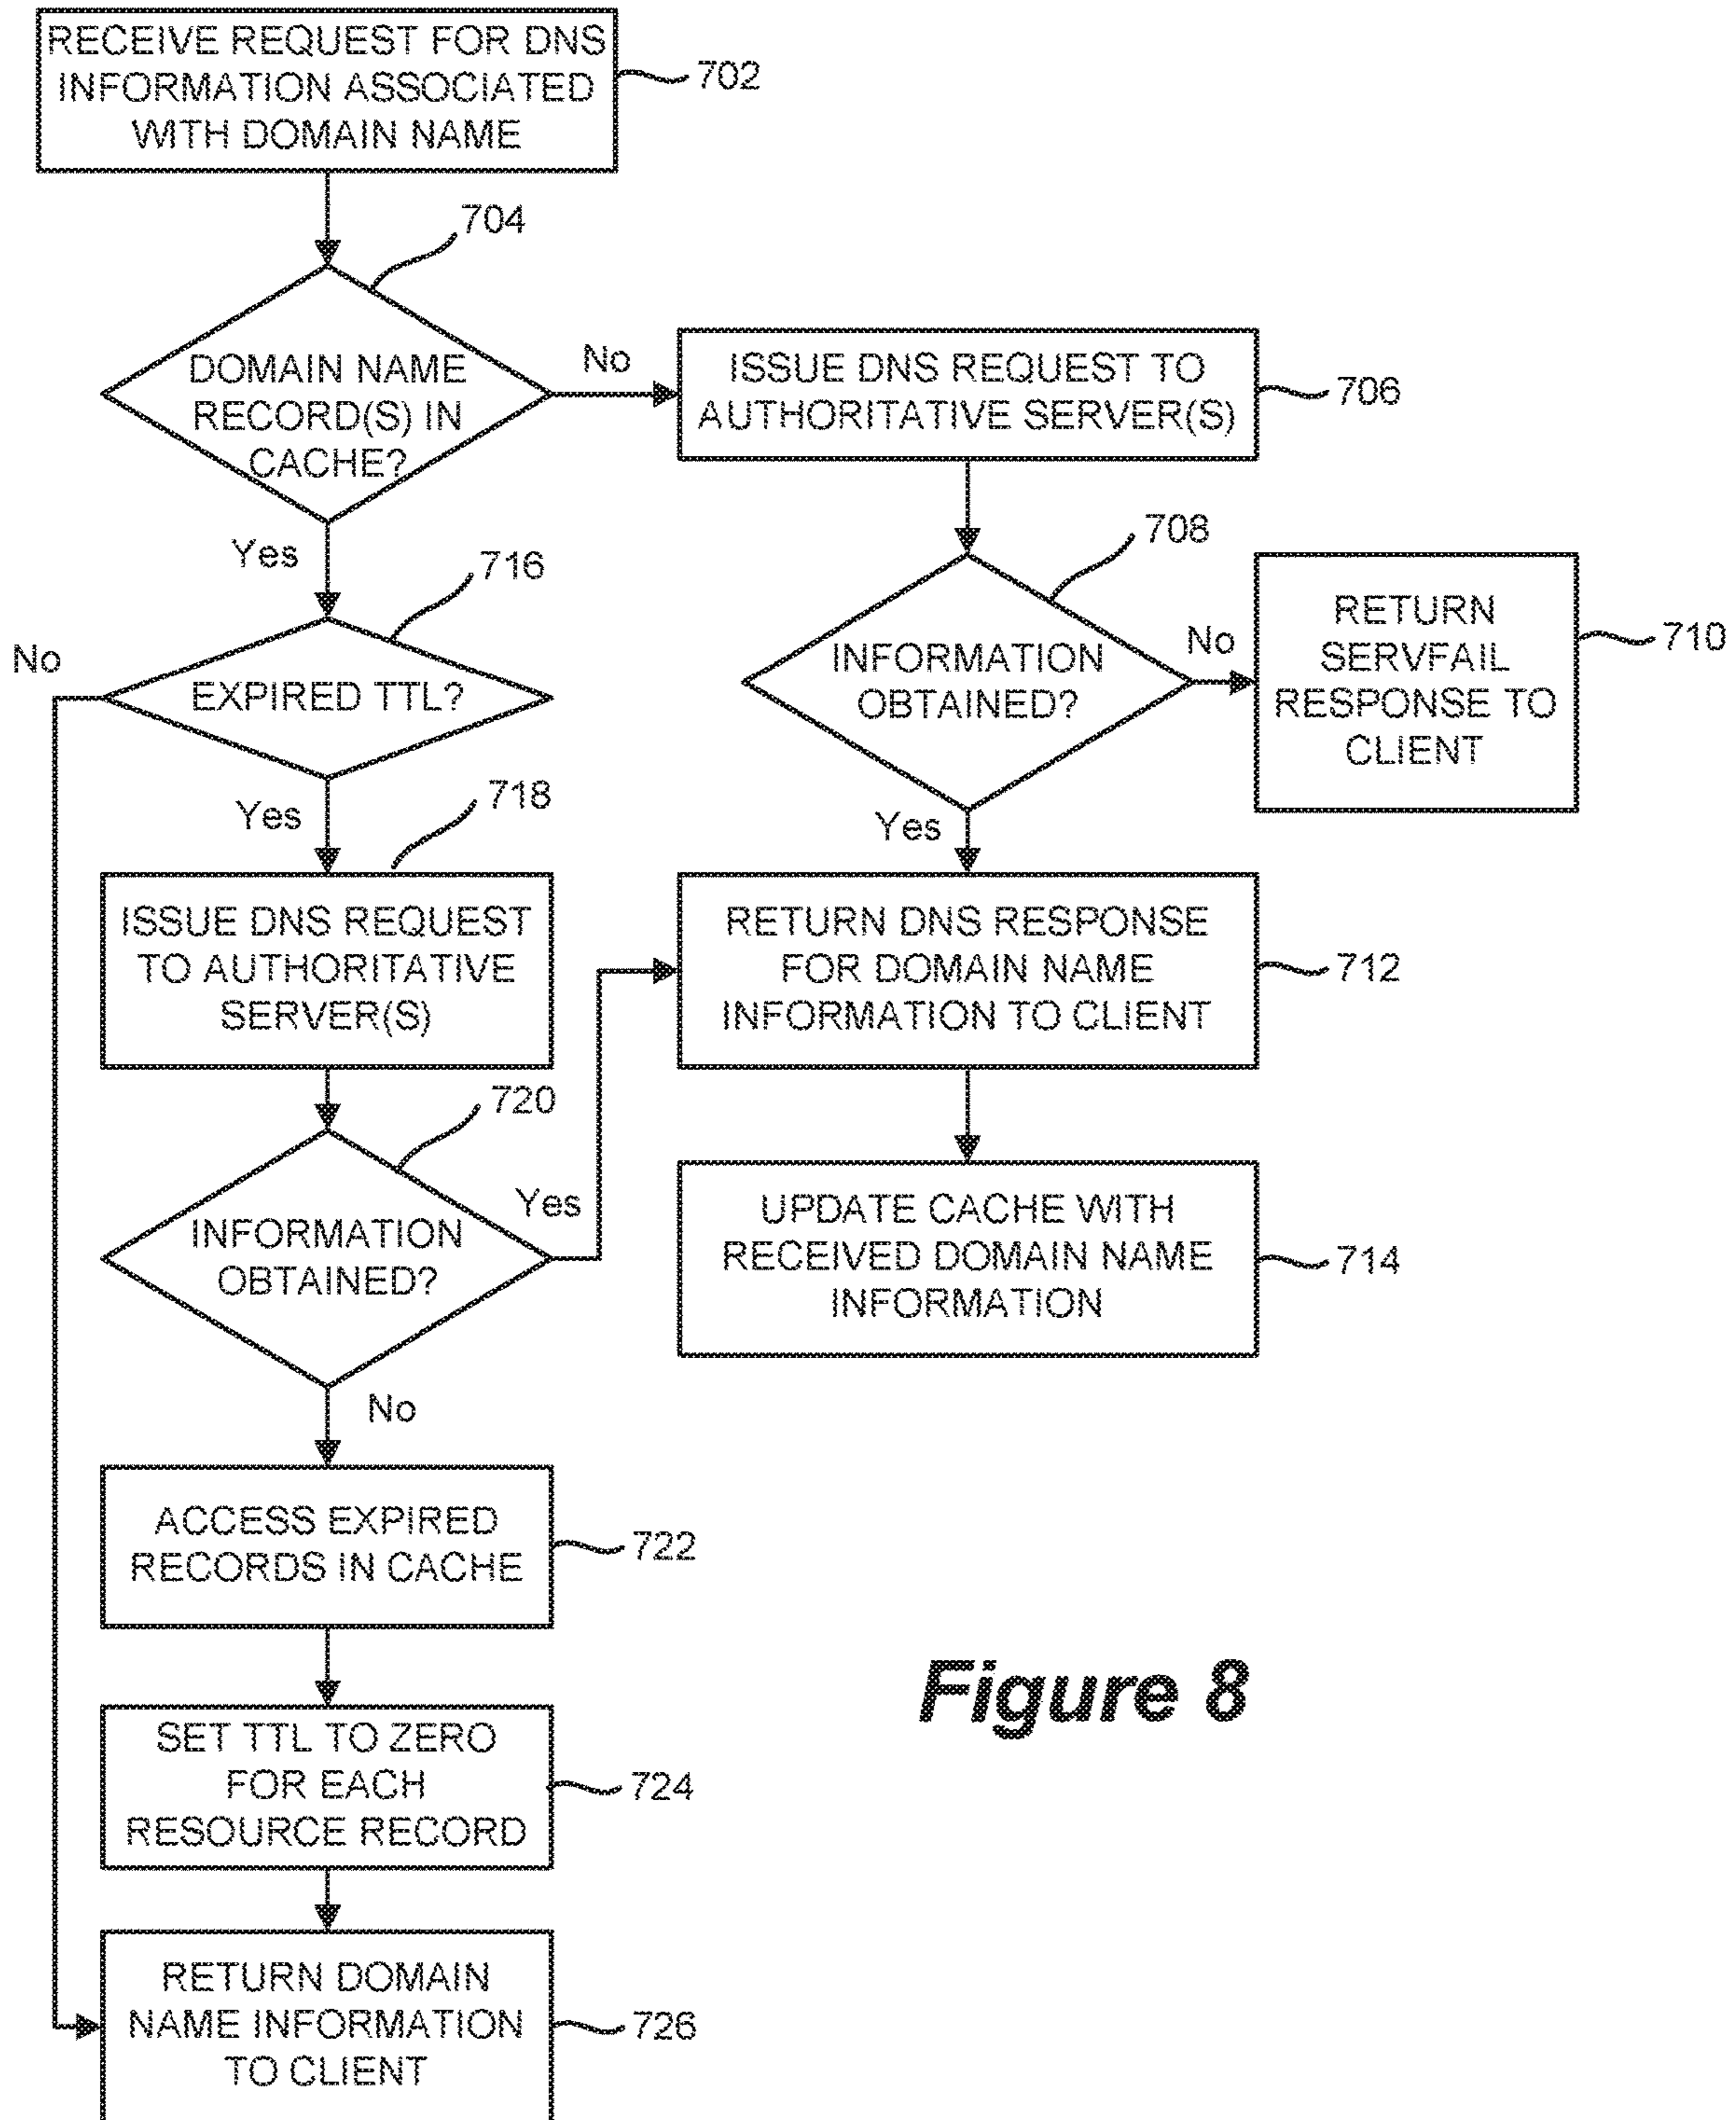 RECEIVE REQUEST FOR DNS
INFORMATION ASSOCIATED
WITH DOMAIN NAME
702
704
DOMAIN NAME
RECORD(S) IN
CACHE?
No
ISSUE DNS REQUEST TO
AUTHORITATIVE SERVER(S)
706
Yes
716
708
No
EXPIRED TTL?
INFORMATION
OBTAINED?
No
RETURN
SERVFAIL
RESPONSE TO
CLIENT
710
Yes
718
Yes
ISSUE DNS REQUEST
TO AUTHORITATIVE
SERVER(S)
RETURN DNS RESPONSE
FOR DOMAIN NAME
INFORMATION TO CLIENT
712
720
Yes
INFORMATION
OBTAINED?
UPDATE CACHE WITH
RECEIVED DOMAIN NAME
INFORMATION
714
No
ACCESS EXPIRED
RECORDS IN CACHE
722
SET TTL TO ZERO
FOR EACH
RESOURCE RECORD
724
Figure 8
RETURN DOMAIN
NAME INFORMATION
TO CLIENT
726